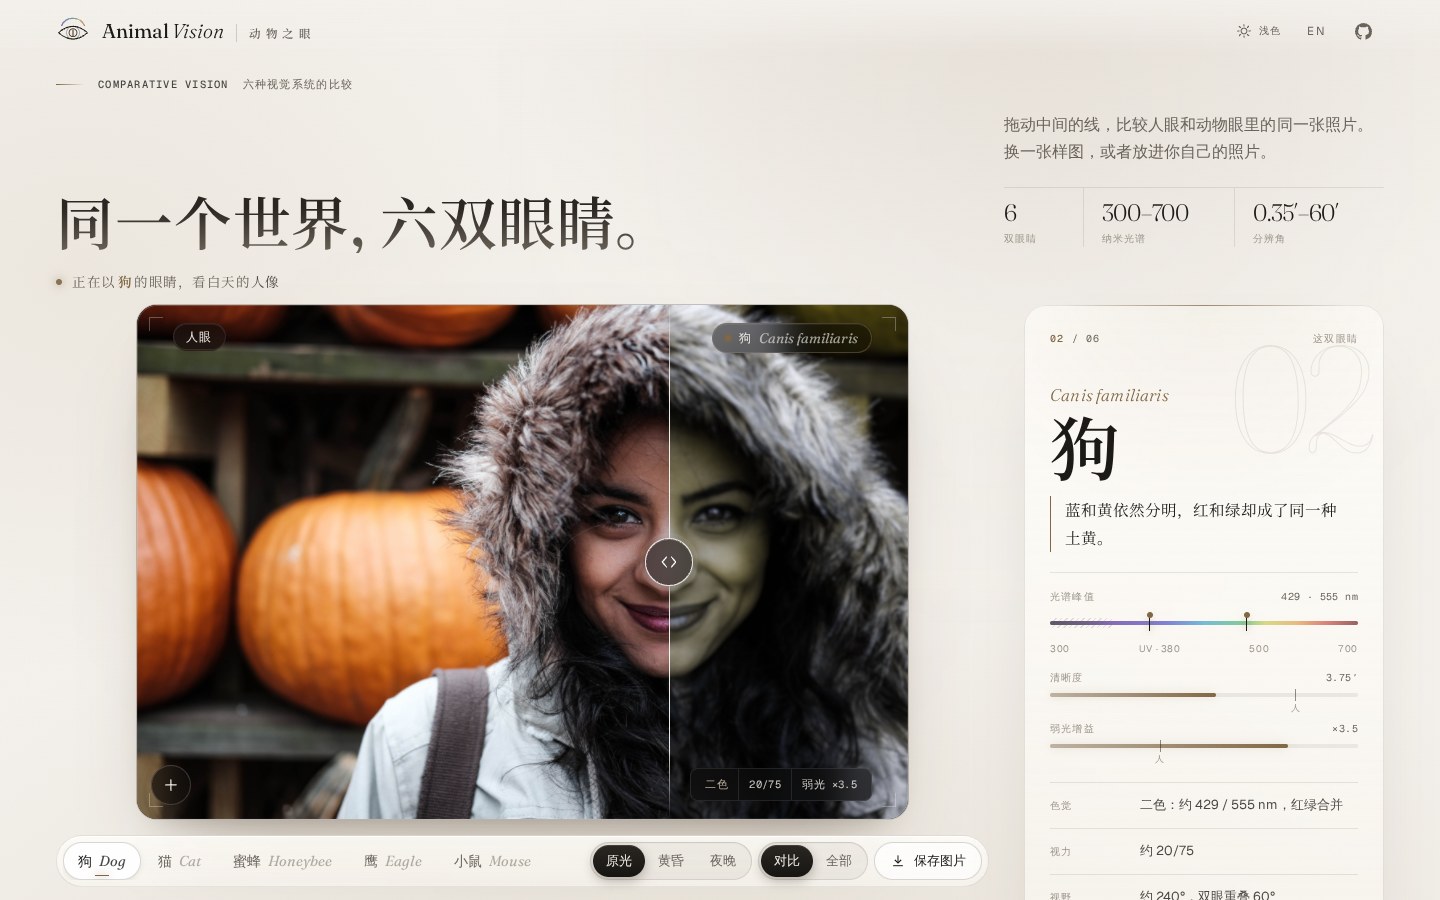 Animal Vision 动物之眼
浅色 EN
COMPARATIVE VISION 六种视觉系统的比较
拖动中间的线，比较人眼和动物眼里的同一张照片。
换一张样图，或者放进你自己的照片。
同一个世界, 六双眼睛。
6 300–700 0.35′–60′
双眼睛 纳米光谱 分辨角
正在以狗的眼睛，看白天的人像
人眼
狗 Canis familiaris
二色 20/75 弱光 ×3.5
02 / 06 这双眼睛
02
Canis familiaris
狗
蓝和黄依然分明，红和绿却成了同一种
土黄。
光谱峰值 429 · 555 nm
300 UV · 380 500 700
清晰度 3.75′
人
弱光增益 ×3.5
人
色觉 二色：约 429 / 555 nm，红绿合并
视力 约 20/75
视野 约 240°，双眼重叠 60°
狗 Dog 猫 Cat 蜜蜂 Honeybee 鹰 Eagle 小鼠 Mouse
原光 黄昏 夜晚 对比 全部 保存图片